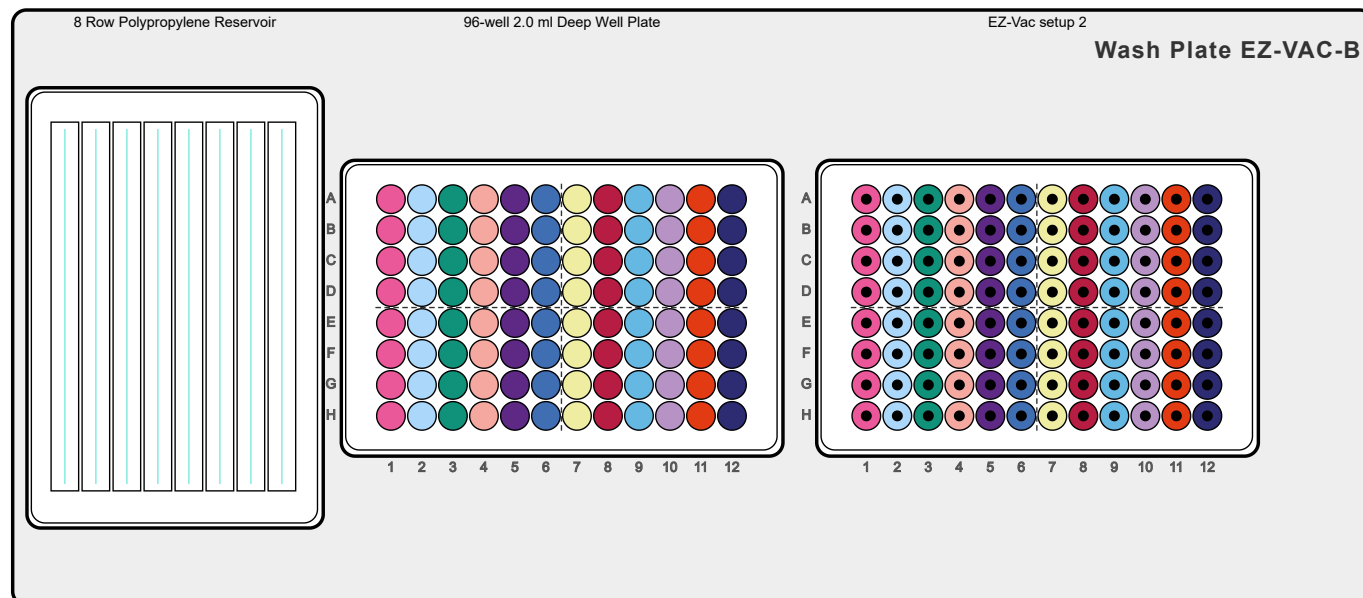 8 Row Polypropylene Reservoir
96-well 2.0 ml Deep Well Plate
EZ-Vac setup 2
Wash Plate EZ-VAC-B
A
B
C
D
E
F
G
H
1 2 3 4 5 6 7 8 9 10 11 12
A
B
C
D
E
F
G
H
1 2 3 4 5 6 7 8 9 10 11 12